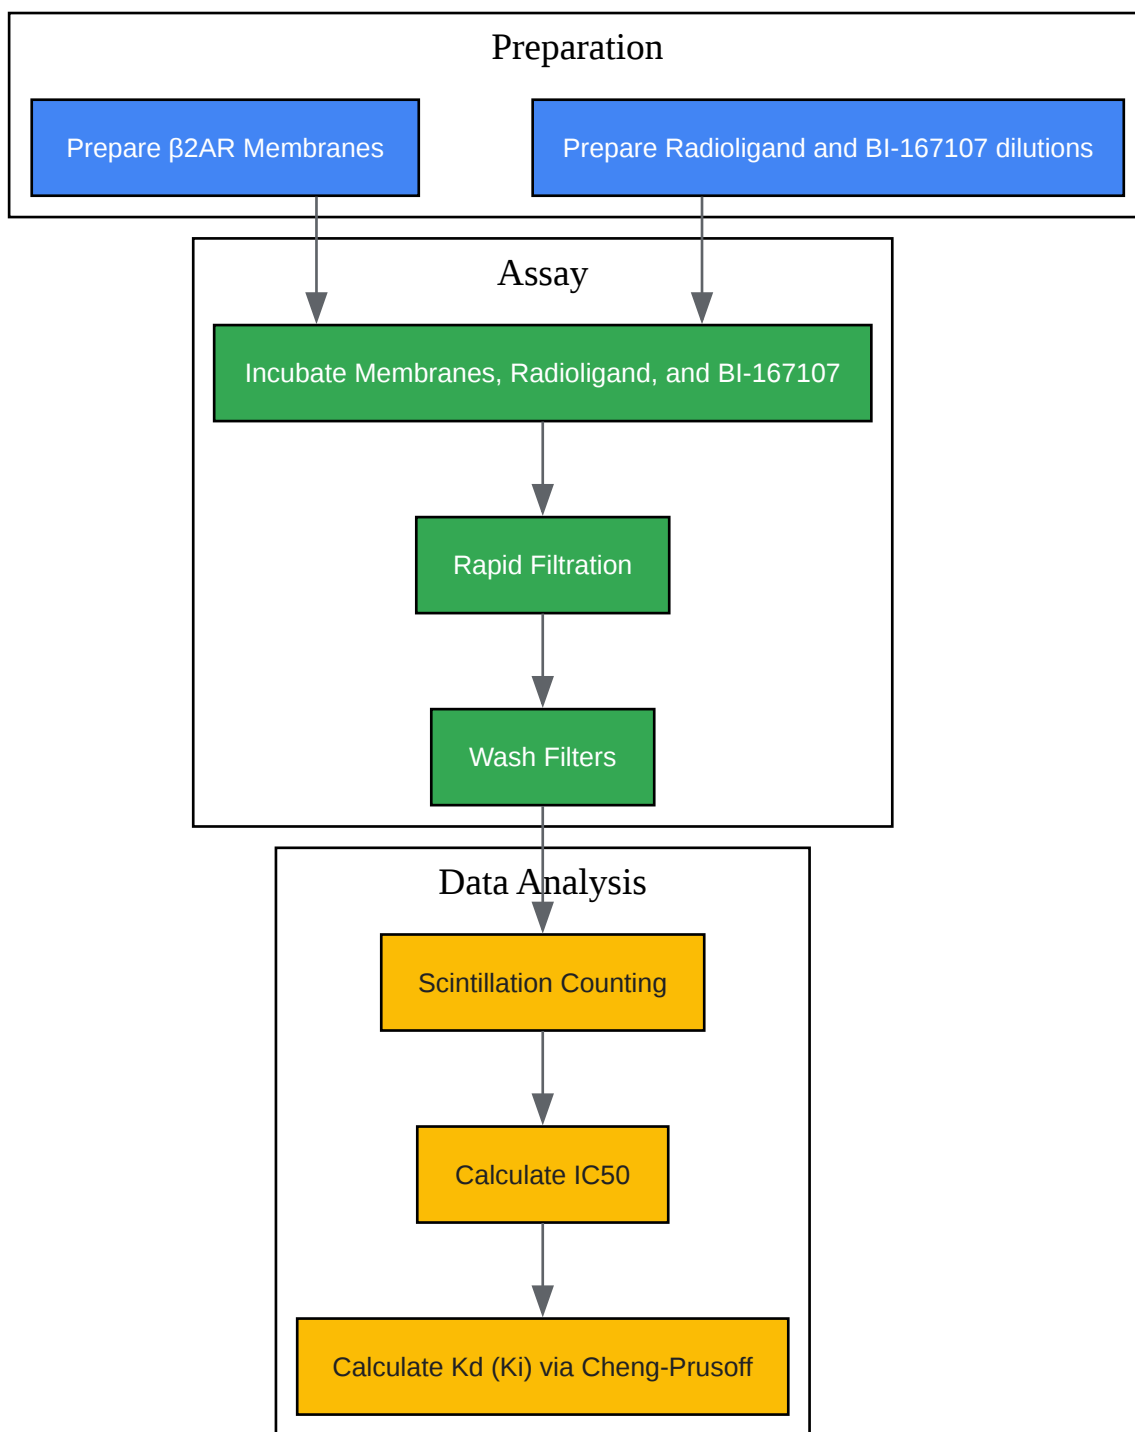 Preparation
Prepare β2AR Membranes
Prepare Radioligand and BI-167107 dilutions
Assay
Incubate Membranes, Radioligand, and BI-167107
Rapid Filtration
Wash Filters
Data Analysis
Scintillation Counting
Calculate IC50
Calculate Kd (Ki) via Cheng-Prusoff